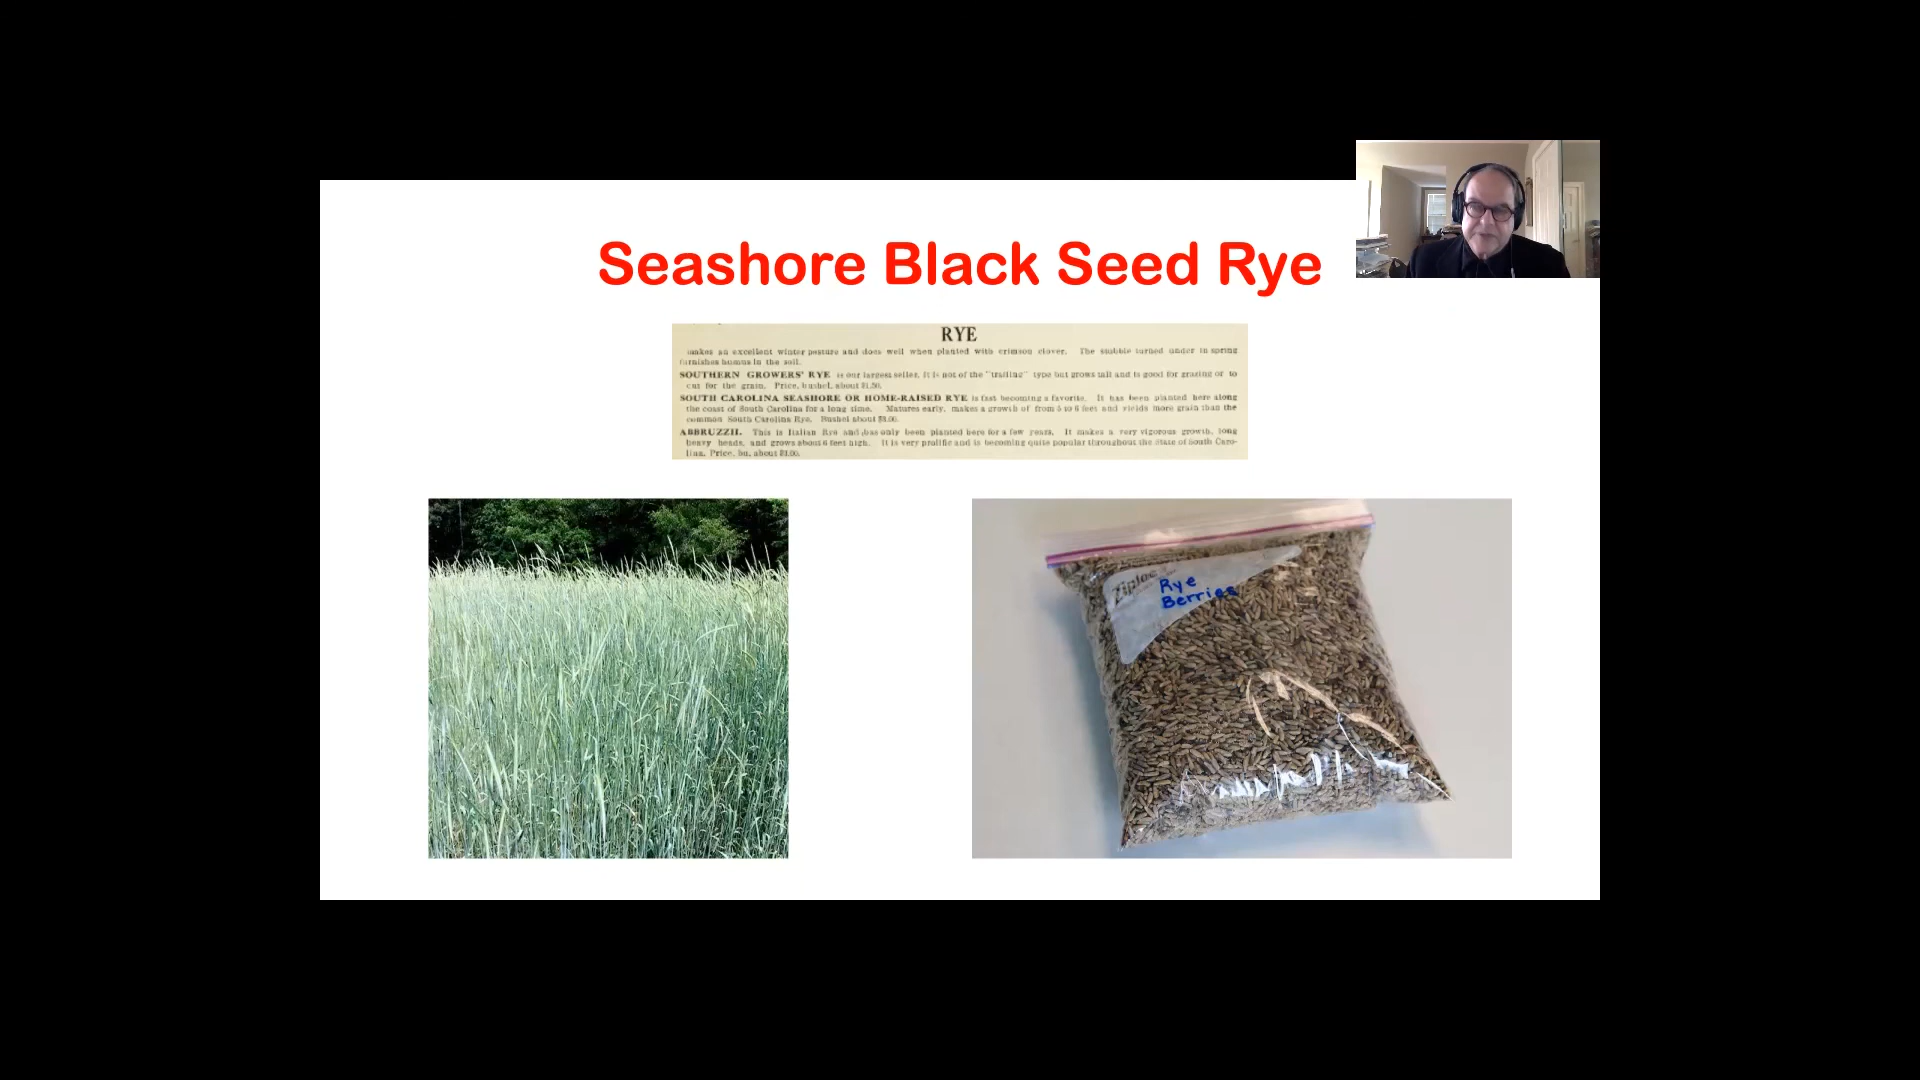 Seashore Black Seed Rye
RYE
makes an excellent winter pasture and does well when planted with crimson clover. The stubble turned under in spring
furnishes humus in the soil.
SOUTHERN GROWERS' RYE is our largest seller. It is not of the "trailing" type but grows tall and is good for grazing or to
cut for the grain. Price, bushel, about
SOUTH CAROLINA SEASHORE OR HOME-RAISED RYE is fast becoming a favorite. It has been planted here along
the coast of South Carolina for a long time. Matures early, makes a growth of from 5 to 6 feet and yields more grain than the
common South Carolina Rye. Bushel about
ABBRUZZII. This is Italian Rye and has only been planted here for a few years. It makes a very vigorous growth, long
heavy heads, and grows about 6 feet high. It is very prolific and is becoming quite popular throughout the State of South Caro-
lina. Price, bu. about
Ziploc
Rye
Berries